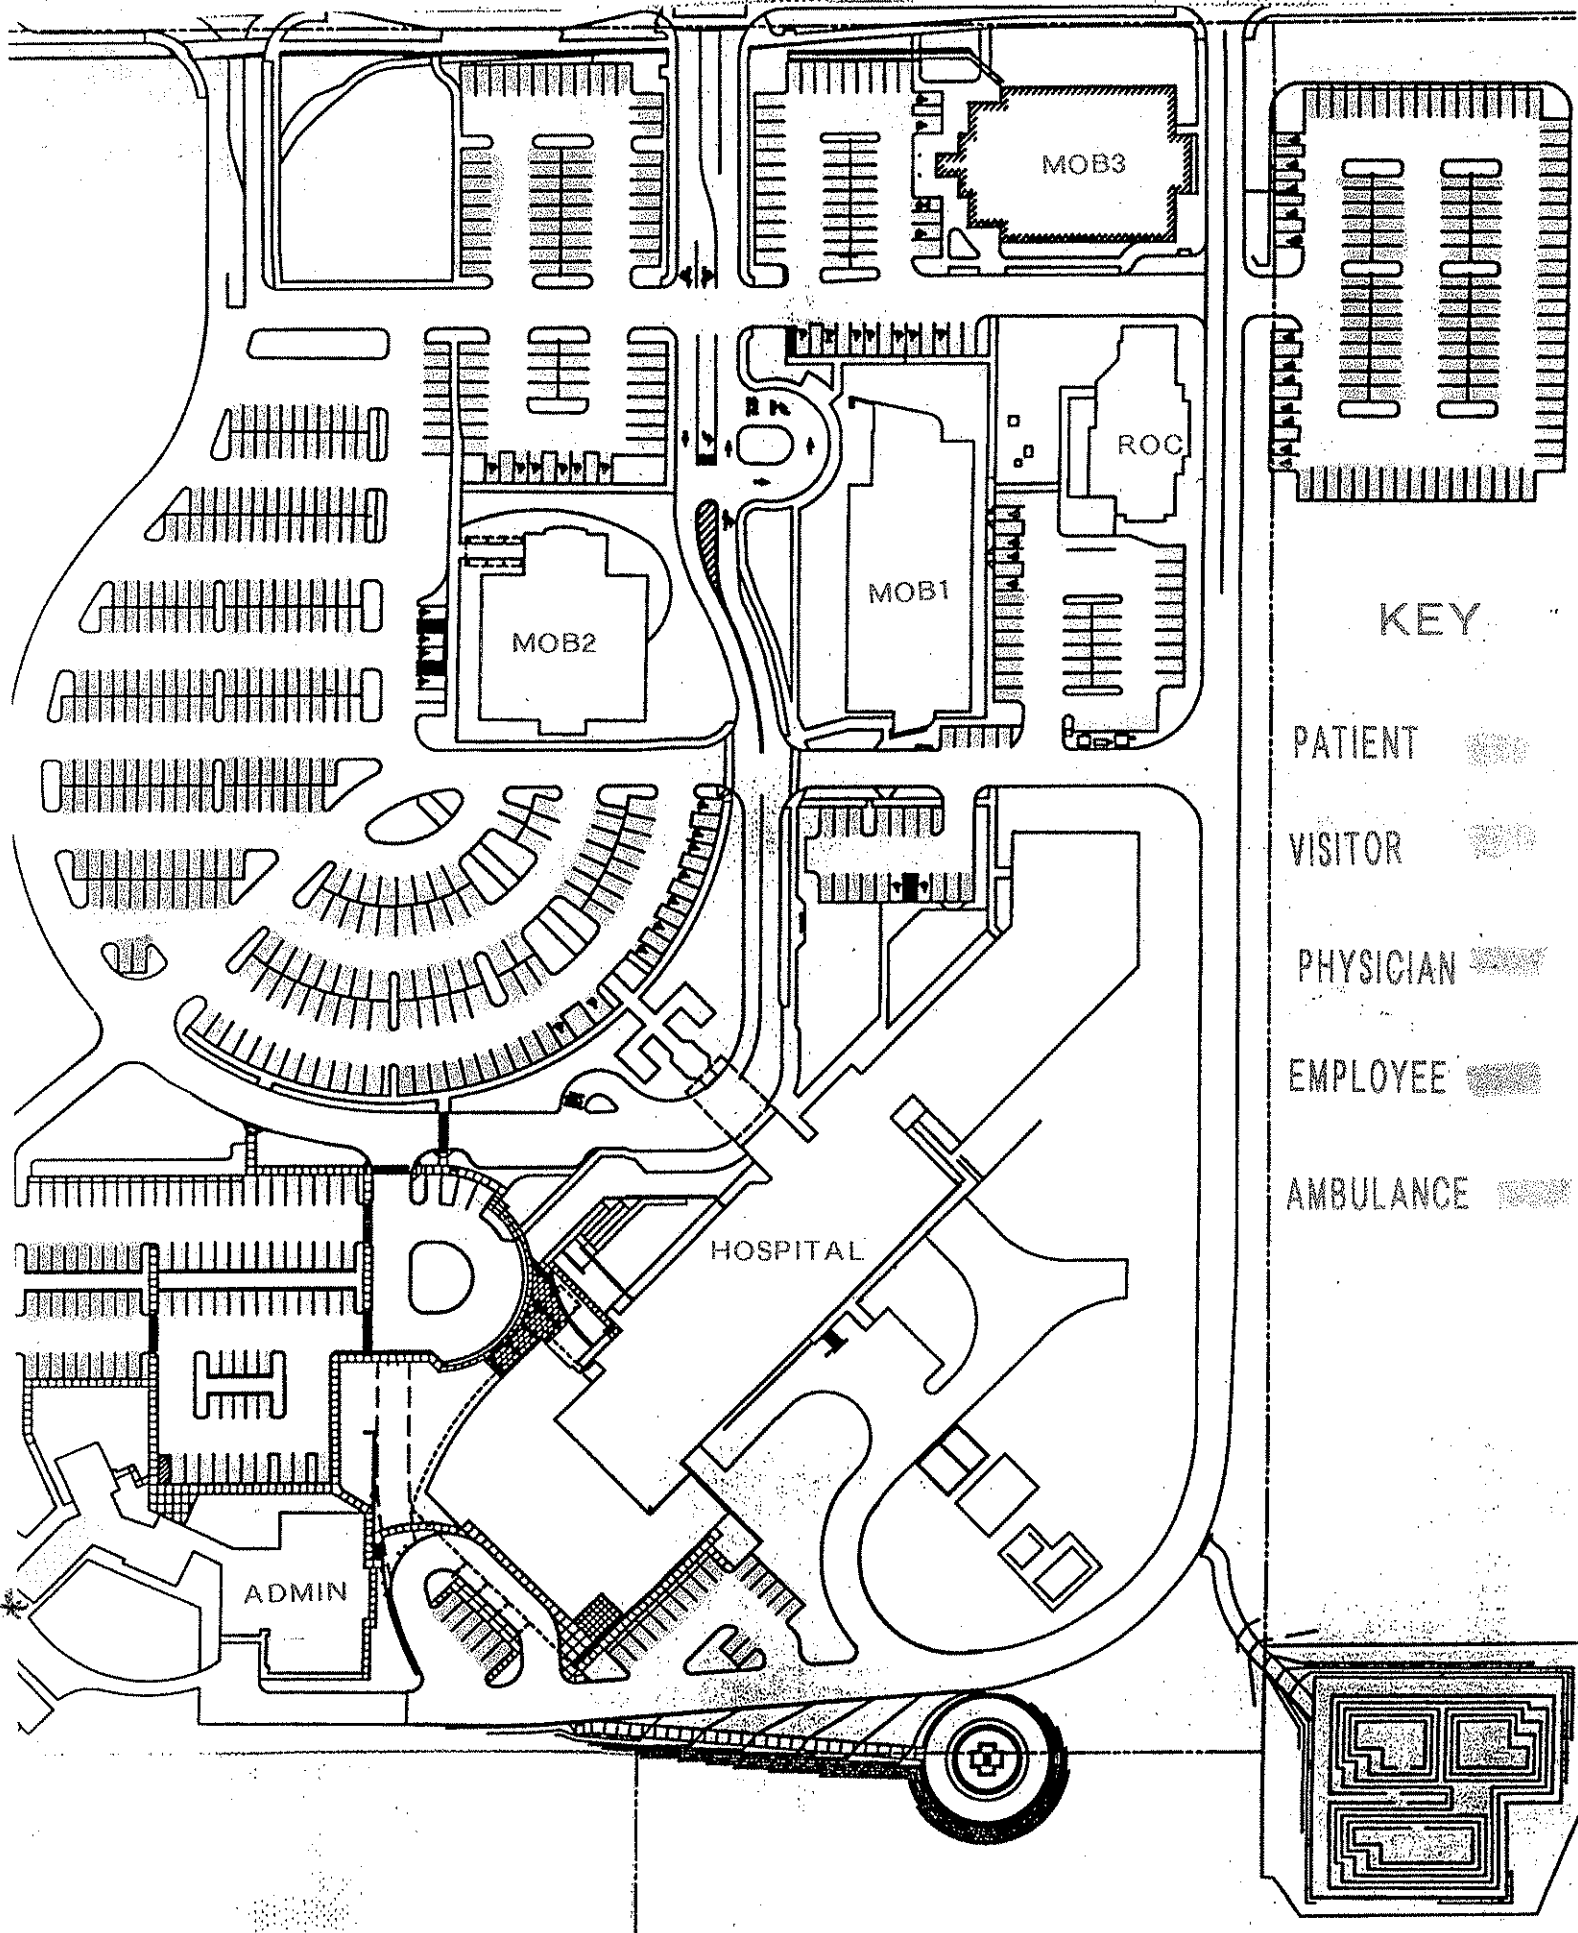 MOB3
ROC
MOB1
MOB2
KEY
PATIENT
VISITOR
PHYSICIAN
EMPLOYEE
AMBULANCE
HOSPITAL
ADMIN